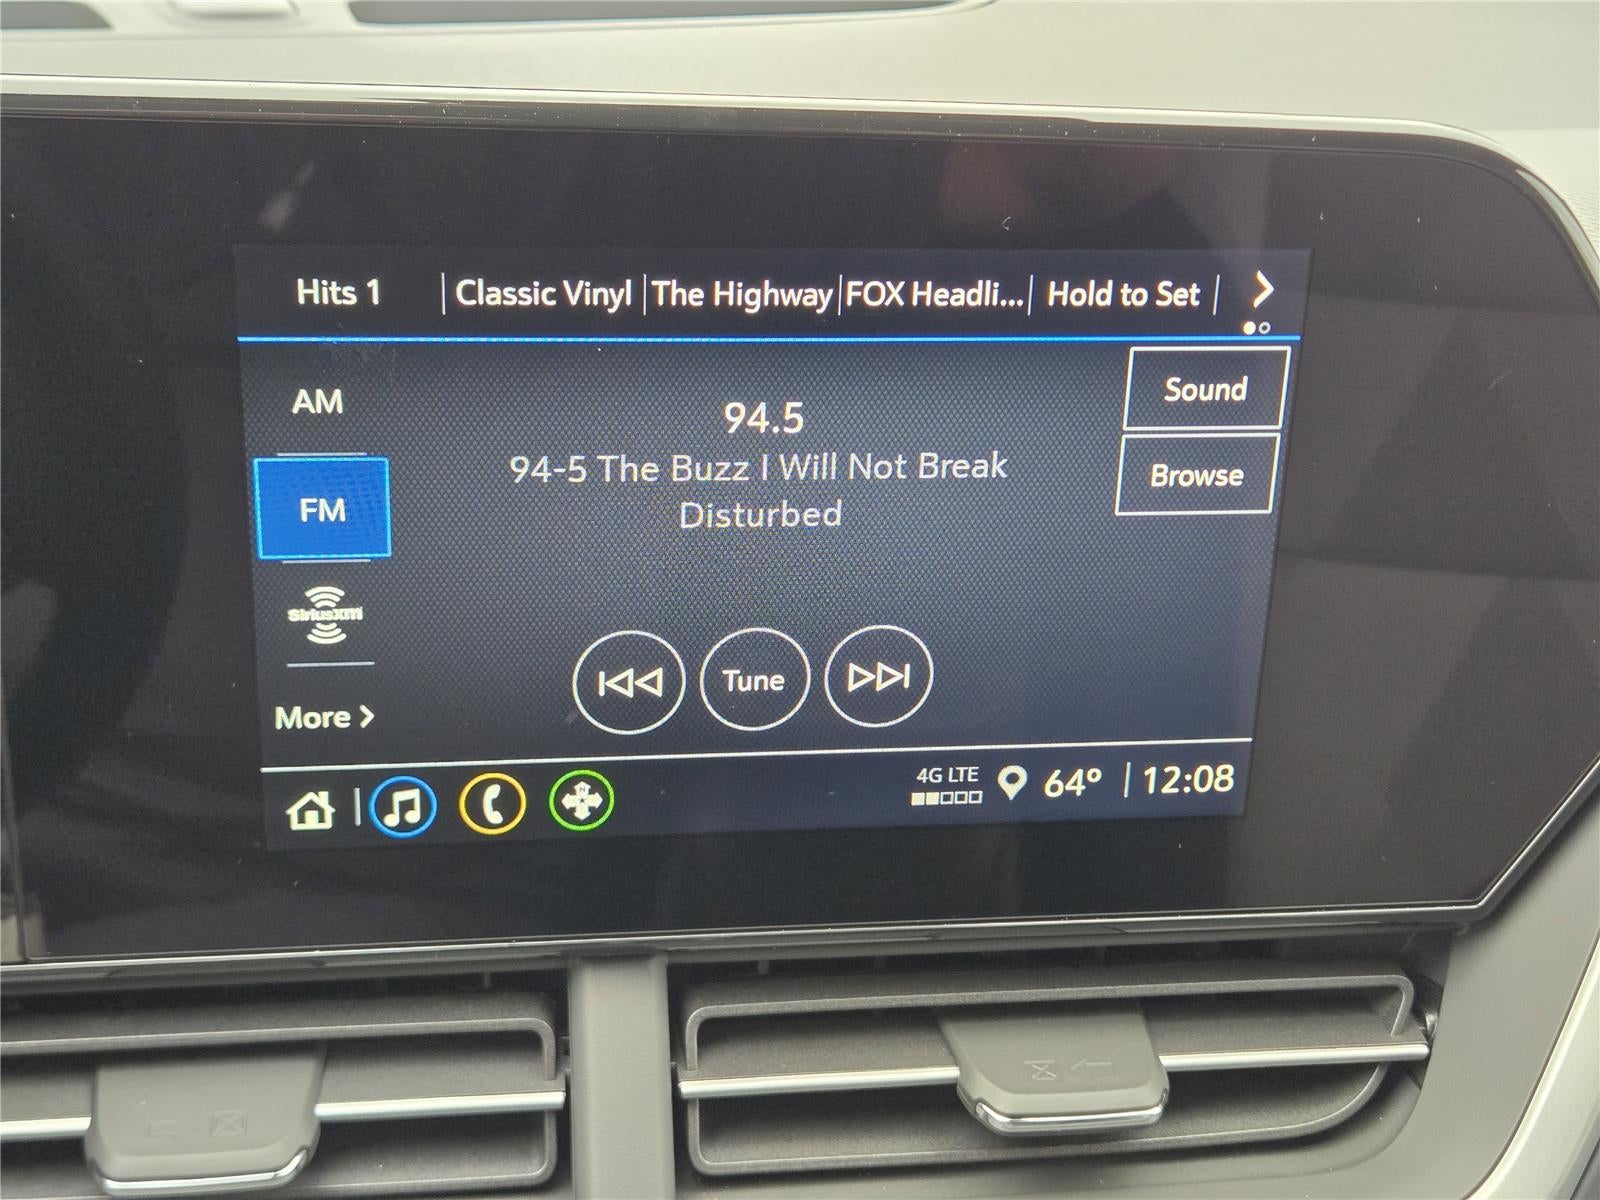 Hits 1 | Classic Vinyl | The Highway | FOX Headli... | Hold to Set | >
AM
Sound
94.5
94-5 The Buzz I Will Not Break
Disturbed
Browse
FM
SiriusXM
Tune
More >
4G LTE
64° | 12:08
N